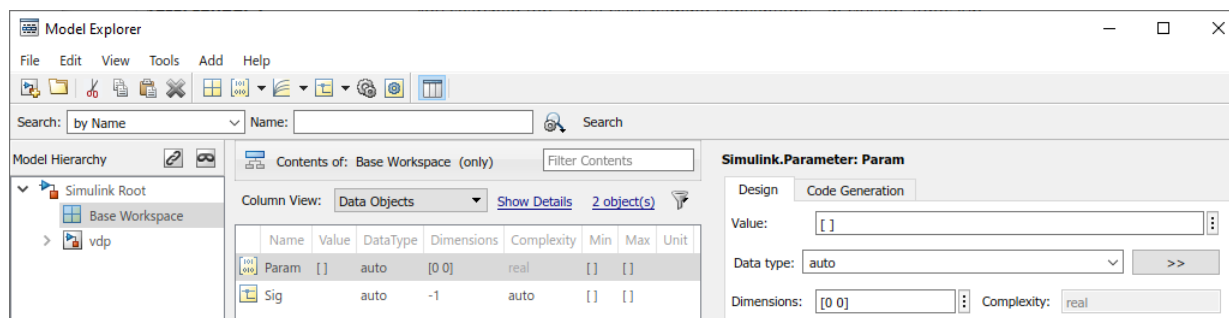 Model Explorer
File Edit View Tools Add Help
Search: by Name Name: Search
Model Hierarchy
Simulink Root
Base Workspace
vdp
Contents of: Base Workspace (only) Filter Contents
Column View: Data Objects Show Details 2 object(s)
Name Value DataType Dimensions Complexity Min Max Unit
Param [ ] auto [0 0] real [ ] [ ]
Sig auto -1 auto [ ] [ ]
Simulink.Parameter: Param
Design Code Generation
Value: [ ]
Data type: auto >>
Dimensions: [0 0] Complexity: real